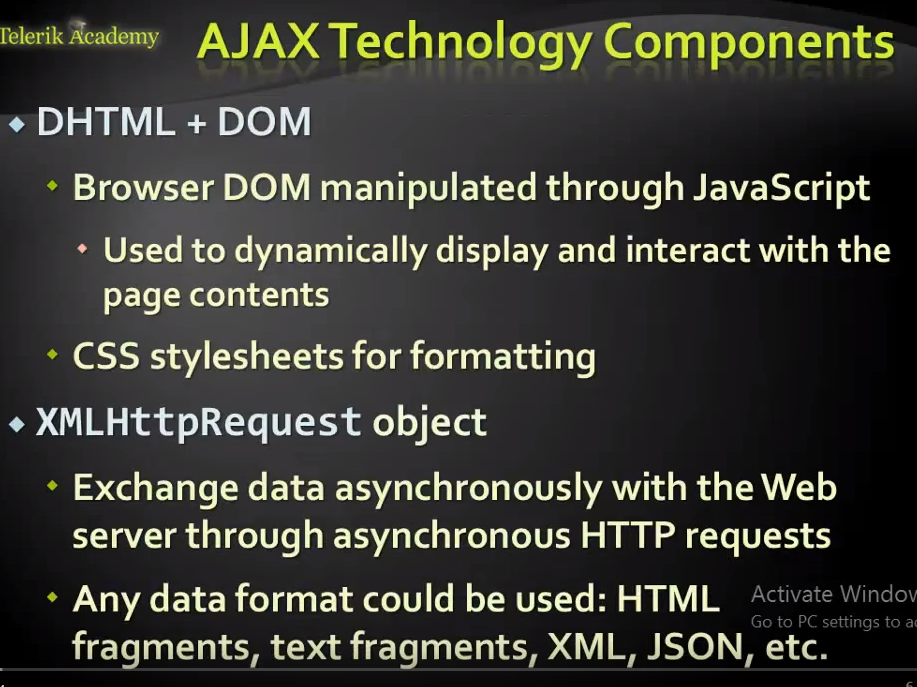 Telerik Academy
AJAX Technology Components
DHTML + DOM
Browser DOM manipulated through JavaScript
Used to dynamically display and interact with the
page contents
CSS stylesheets for formatting
XMLHttpRequest object
Exchange data asynchronously with the Web
server through asynchronous HTTP requests
Any data format could be used: HTML
fragments, text fragments, XML, JSON, etc.
Activate Window
Go to PC settings to a